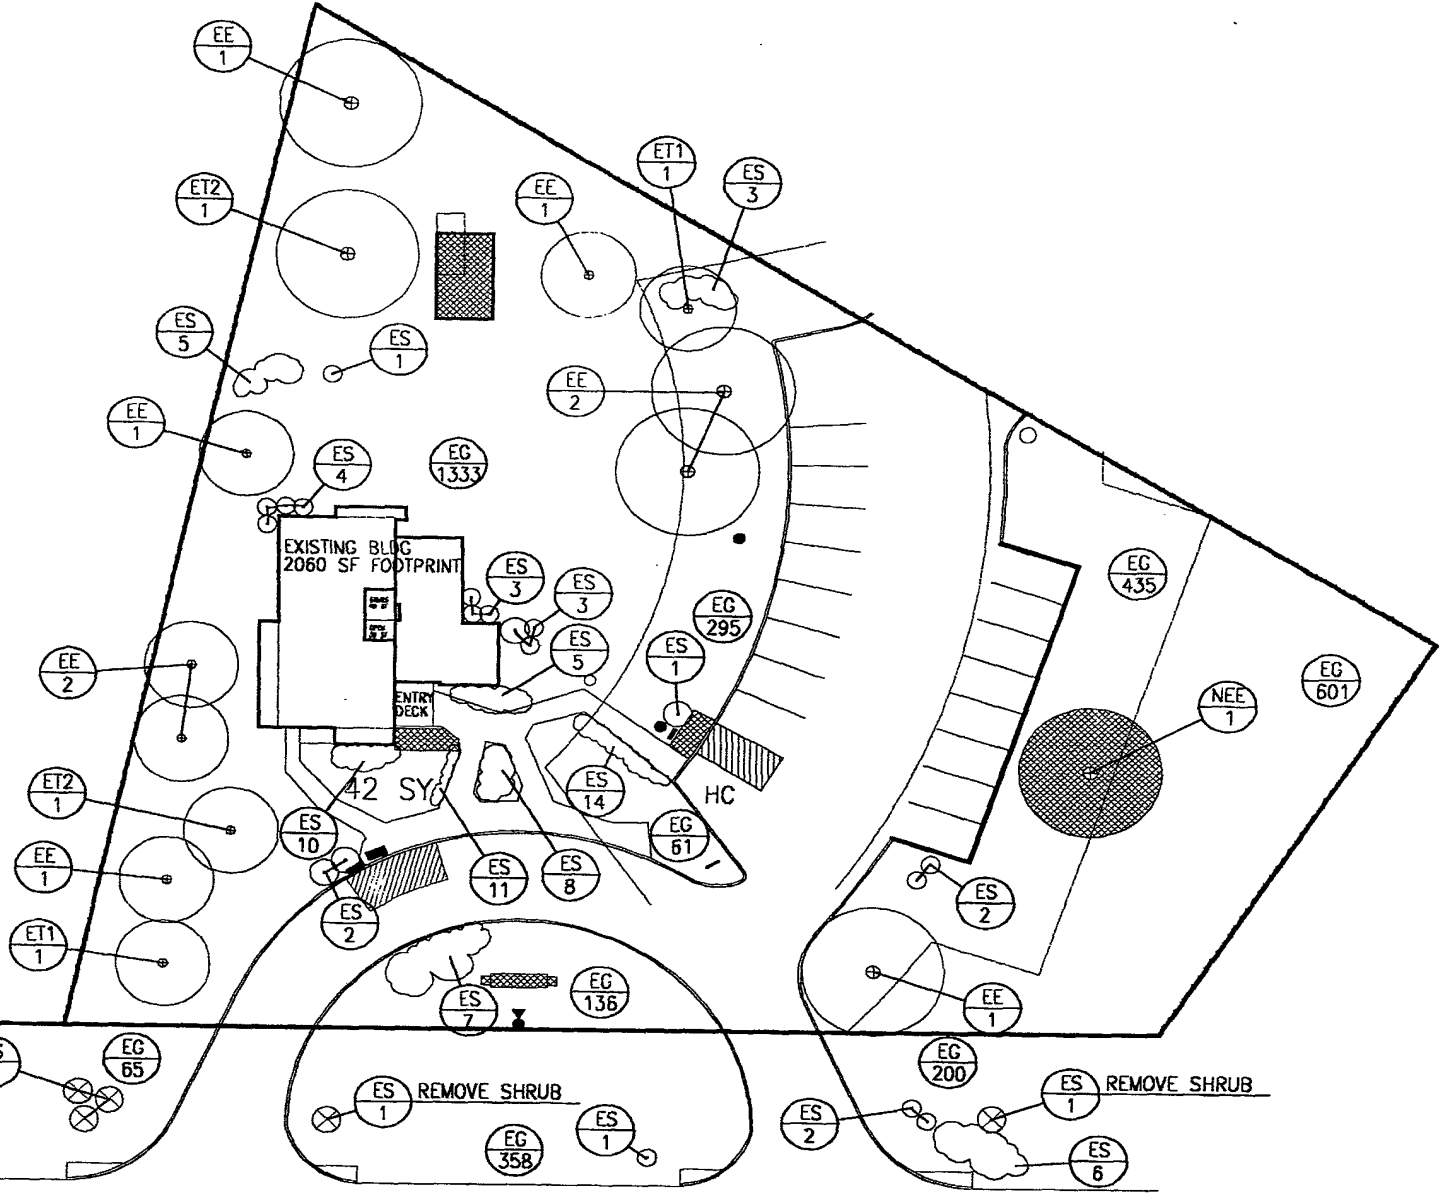 EE
1
ET1
1
ES
3
ET2
1
EE
1
ES
5
ES
1
EE
2
EE
1
ES
4
EG
1333
EXISTING BLDG
2060 SF FOOTPRINT
EG
435
ES
3
ES
3
EG
295
ES
5
ES
1
EE
2
EG
601
NEE
1
ENTRY
DECK
42 SY
ES
14
HC
ET2
1
ES
10
EG
61
EE
1
ES
11
ES
8
ES
2
ES
2
ET1
1
EG
136
ES
7
EE
1
EG
65
EG
200
ES
1
REMOVE SHRUB
ES
1
REMOVE SHRUB
ES
2
ES
1
EG
358
ES
6